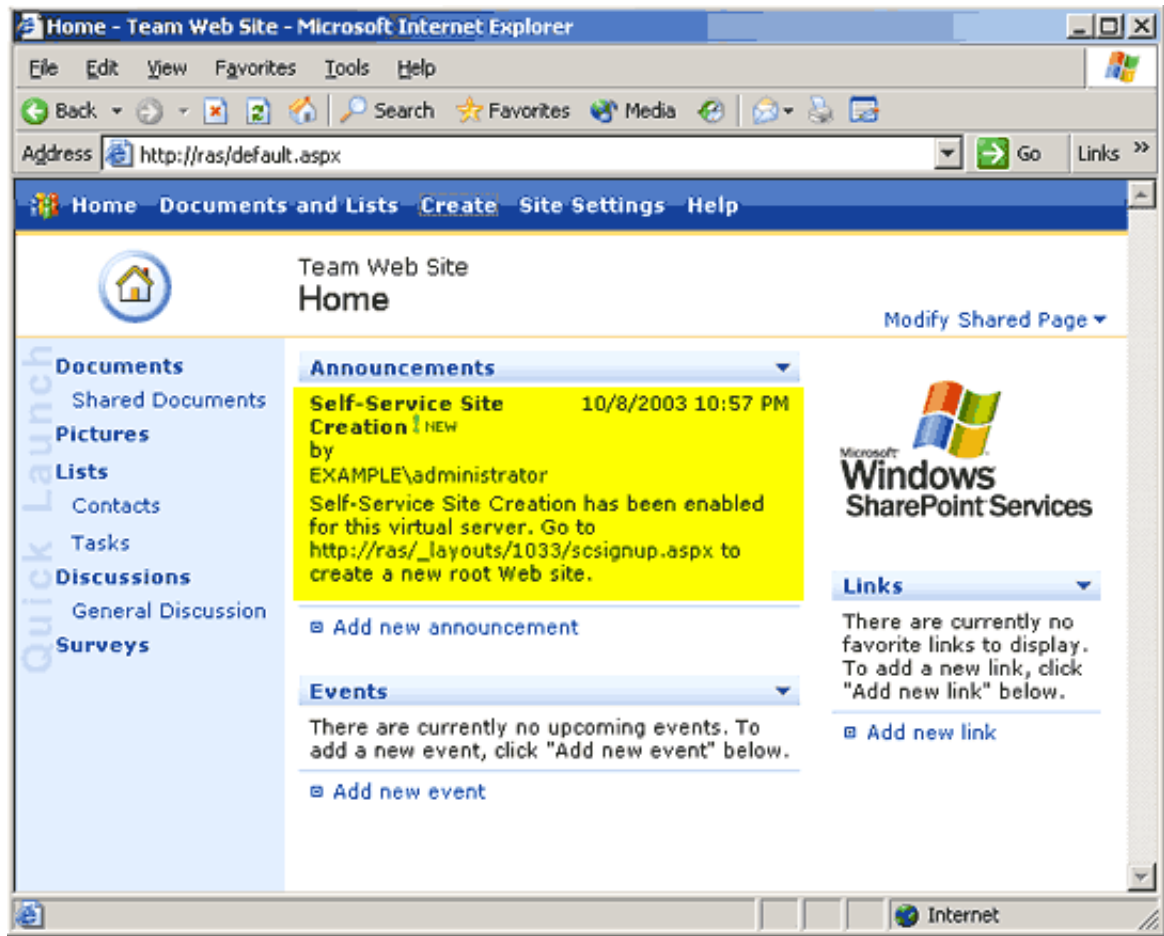 Home - Team Web Site - Microsoft Internet Explorer
File Edit View Favorites Tools Help
Back Search Favorites Media
Address http://ras/default.aspx Go Links »
Home Documents and Lists Create Site Settings Help
Team Web Site
Home
Modify Shared Page
Quick Launch
Documents
Shared Documents
Pictures
Lists
Contacts
Tasks
Discussions
General Discussion
Surveys
Announcements
Self-Service Site 10/8/2003 10:57 PM
Creation ! NEW
by
EXAMPLE\administrator
Self-Service Site Creation has been enabled
for this virtual server. Go to
http://ras/_layouts/1033/scsignup.aspx to
create a new root Web site.
Add new announcement
Events
There are currently no upcoming events. To
add a new event, click "Add new event" below.
Add new event
Microsoft
Windows
SharePoint Services
Links
There are currently no
favorite links to display.
To add a new link, click
"Add new link" below.
Add new link
Internet